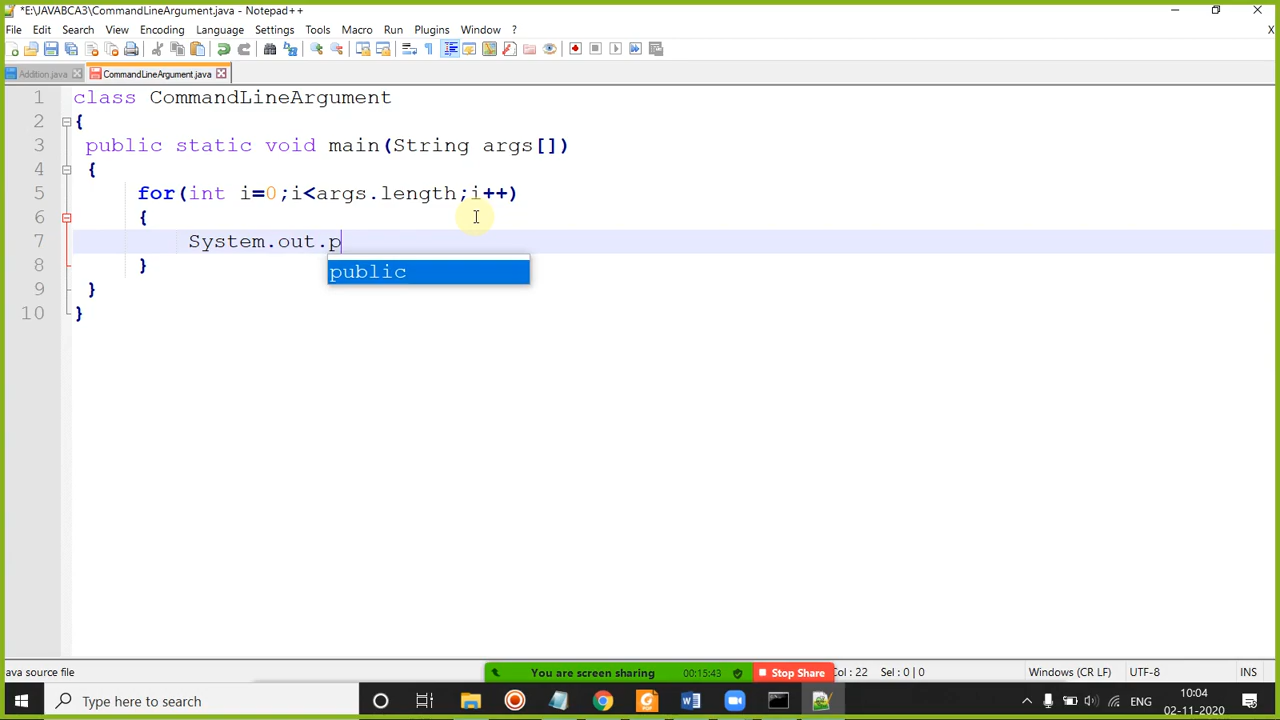 *E:\JAVABCA3\CommandLineArgument.java - Notepad++
File Edit Search View Encoding Language Settings Tools Macro Run Plugins Window ? X
Addition.java CommandLineArgument.java
1 class CommandLineArgument
2 {
3 public static void main(String args[])
4 {
5 for(int i=0;i<args.length;i++)
6 {
7 System.out.p
8 }
public
9 }
10 }
ava source file You are screen sharing 00:15:43 Stop Share Col : 22 Sel : 0 | 0 Windows (CR LF) UTF-8 INS
Type here to search ENG 10:04
02-11-2020